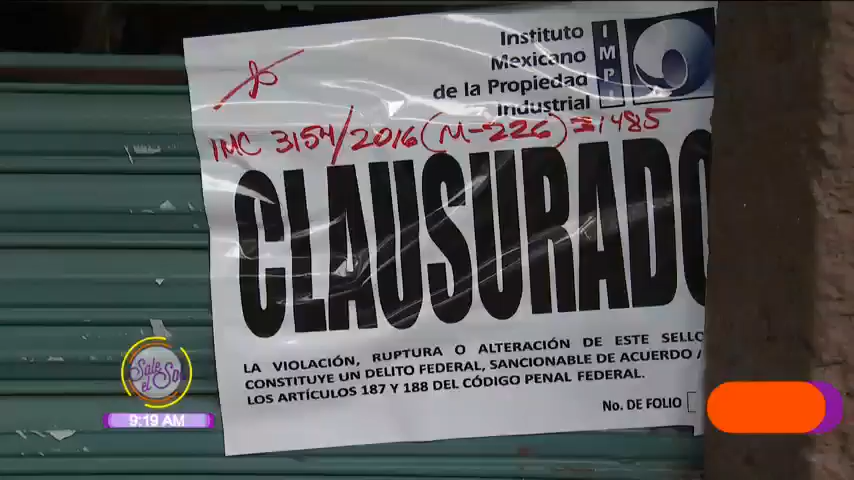 Instituto
Mexicano
de la Propiedad
Industrial
IMPI
IMC 3154/2016 (M-226) I1485
CLAUSURADO
LA VIOLACIÓN, RUPTURA O ALTERACIÓN DE ESTE SELLO
CONSTITUYE UN DELITO FEDERAL, SANCIONABLE DE ACUERDO A
LOS ARTÍCULOS 187 Y 188 DEL CÓDIGO PENAL FEDERAL.
No. DE FOLIO
Sale el Sol
9:19 AM